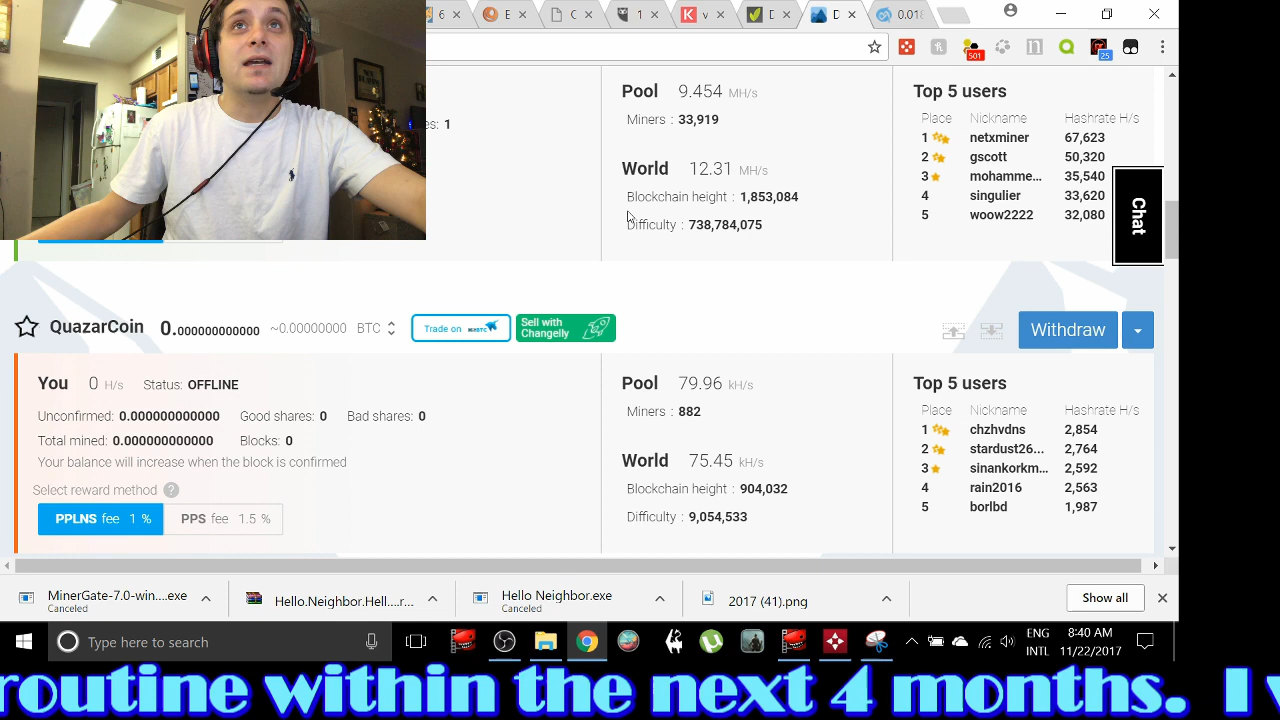 6
E
C
1
K
D
D
0.018
501
25
es: 1
Pool 9.454 MH/s
Miners : 33,919
World 12.31 MH/s
Blockchain height : 1,853,084
Difficulty : 738,784,075
Top 5 users
Place Nickname Hashrate H/s
1 netxminer 67,623
2 gscott 50,320
3 mohamme... 35,540
4 singulier 33,620
5 woow2222 32,080
Chat
QuazarCoin 0.000000000000 ~0.00000000 BTC
Trade on
Sell with
Changelly
Withdraw
You 0 H/s Status: OFFLINE
Unconfirmed: 0.000000000000 Good shares: 0 Bad shares: 0
Total mined: 0.000000000000 Blocks: 0
Your balance will increase when the block is confirmed
Select reward method ?
PPLNS fee 1 % PPS fee 1.5 %
Pool 79.96 kH/s
Miners: 882
World 75.45 kH/s
Blockchain height : 904,032
Difficulty : 9,054,533
Top 5 users
Place Nickname Hashrate H/s
1 chzhvdns 2,854
2 stardust26... 2,764
3 sinankorkm... 2,592
4 rain2016 2,563
5 borlbd 1,987
MinerGate-7.0-win....exe
Canceled
Hello.Neighbor.Hell....r...
Hello Neighbor.exe
Canceled
2017 (41).png
Show all
Type here to search
ENG
INTL
8:40 AM
11/22/2017
routine within the next 4 months. I